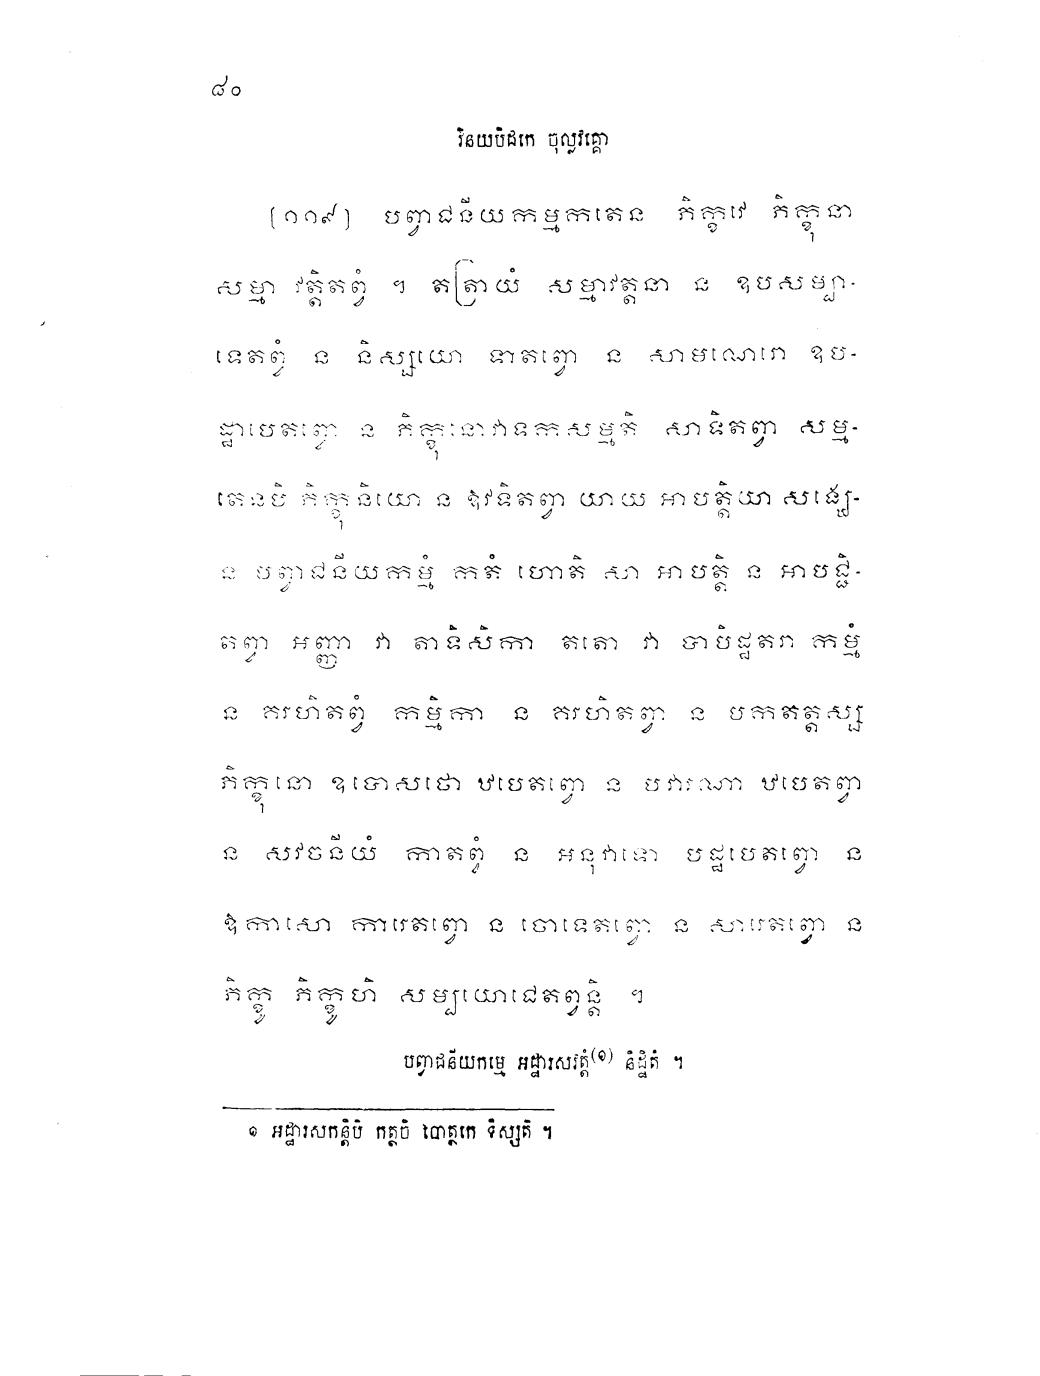 ៨០
វិនយបិដកេ ចុល្លវគ្គោ
[១១៩] បព្វាជនីយកម្មកតេន ភិក្ខវេ ភិក្ខុនា
សម្មា វត្តិតព្វំ ។ តត្រាយំ សម្មាវត្តនា ន ឧបសម្បា-
ទេតព្វំ ន និស្សយោ ទាតព្វោ ន សាមណេរោ ឧប-
ដ្ឋាបេតព្វោ ន ភិក្ខុនោវាទកសម្មតិ សាទិតព្វា សម្ម-
តេនបិ ភិក្ខុនិយោ ន ឱវទិតព្វា យាយ អាបត្តិយា សង្ឃេ-
ន បព្វាជនីយកម្មំ កតំ ហោតិ សា អាបត្តិ ន អាបជ្ជិ-
តព្វា អញ្ញា វា តាទិសិកា តតោ វា បាបិដ្ឋតរា កម្មំ
ន គរហិតព្វំ កម្មិកា ន គរហិតព្វា ន បកតត្តស្ស
ភិក្ខុនោ ឧបោសថោ ឋបេតព្វោ ន បវារណា ឋបេតព្វា
ន សវចនីយំ កាតព្វំ ន អនុវាទោ បដ្ឋបេតព្វោ ន
ឱកាសោ ការេតព្វោ ន ចោទេតព្វោ ន សារេតព្វោ ន
ភិក្ខូ ភិក្ខូហិ សម្បយោជេតព្វន្តិ ។
បព្វាជនីយកម្មេ អដ្ឋារសវត្តំ(១) និដ្ឋិតំ ។
១ អដ្ឋារសកន្តិបិ កត្ថចិ បោត្ថកេ ទិស្សតិ ។